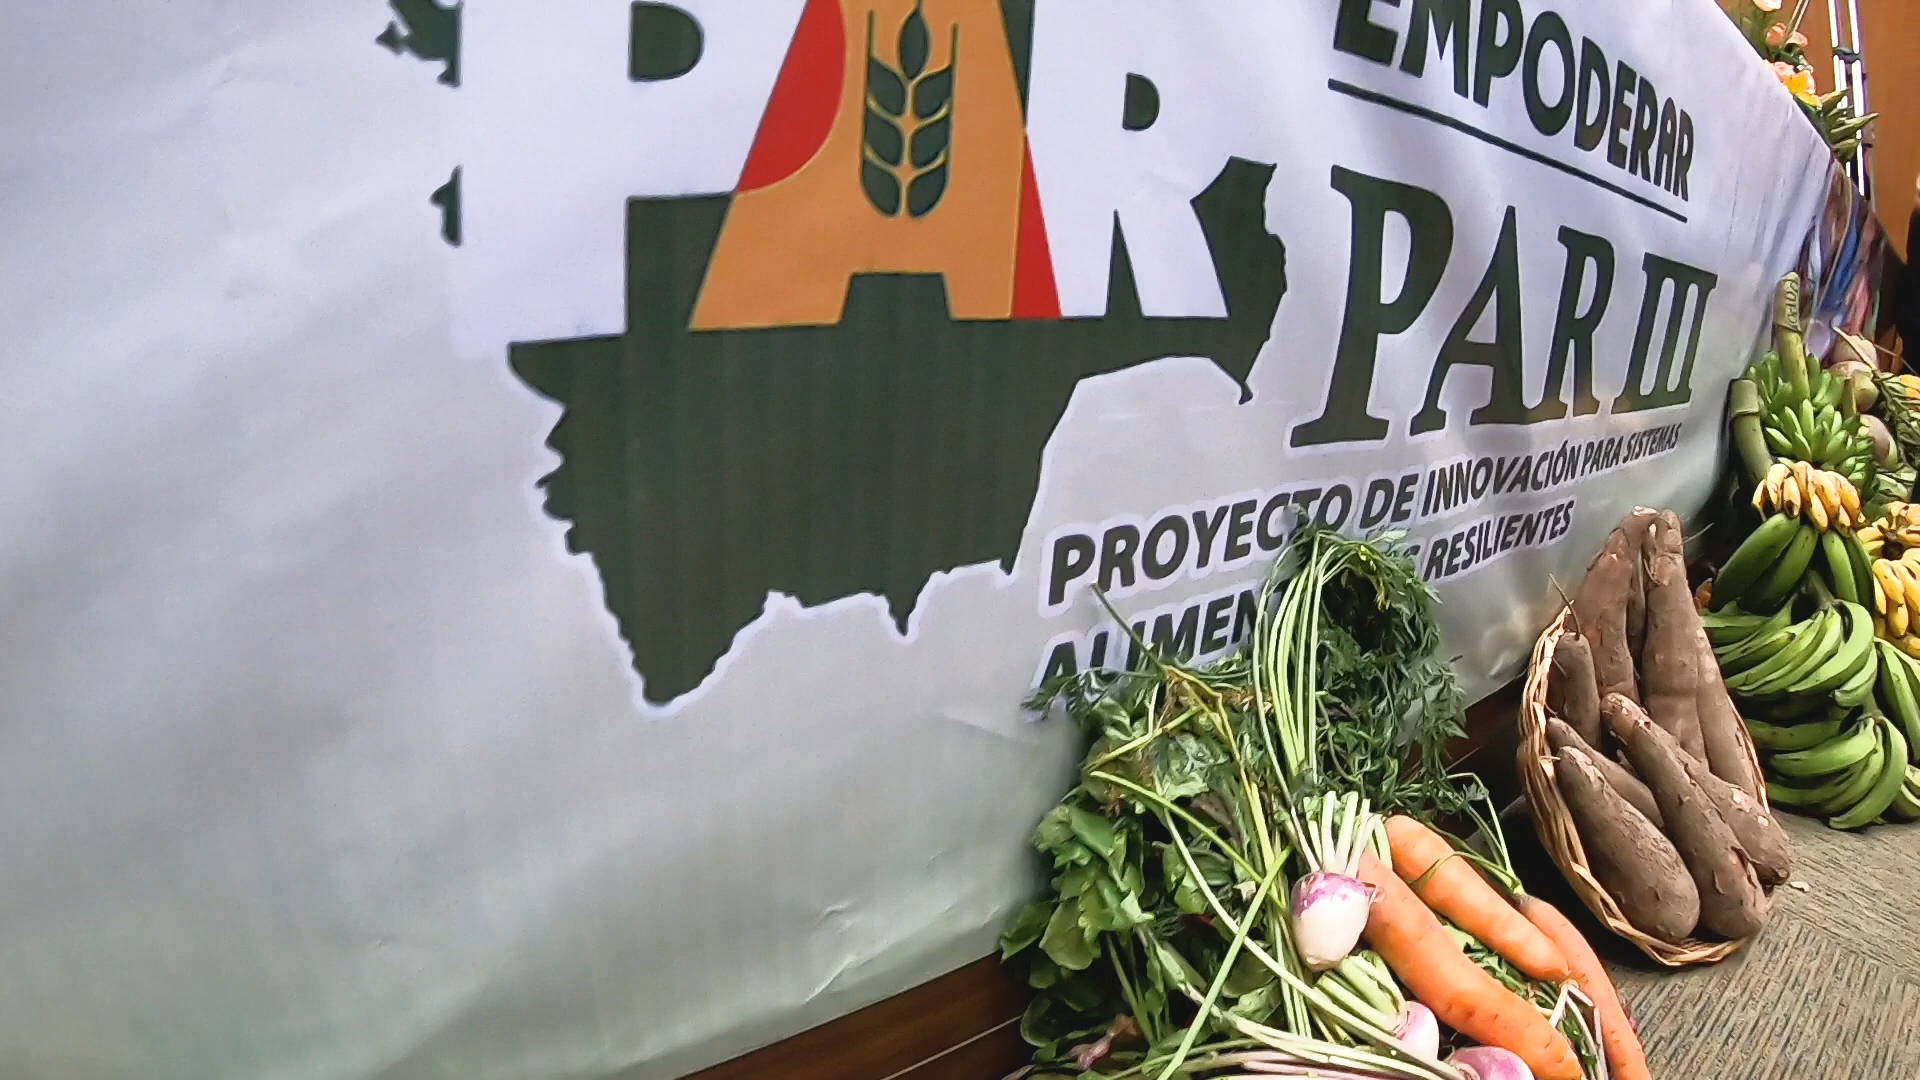 PAR
EMPODERAR
PAR III
PROYECTO DE INNOVACIÓN PARA SISTEMAS
RESILIENTES